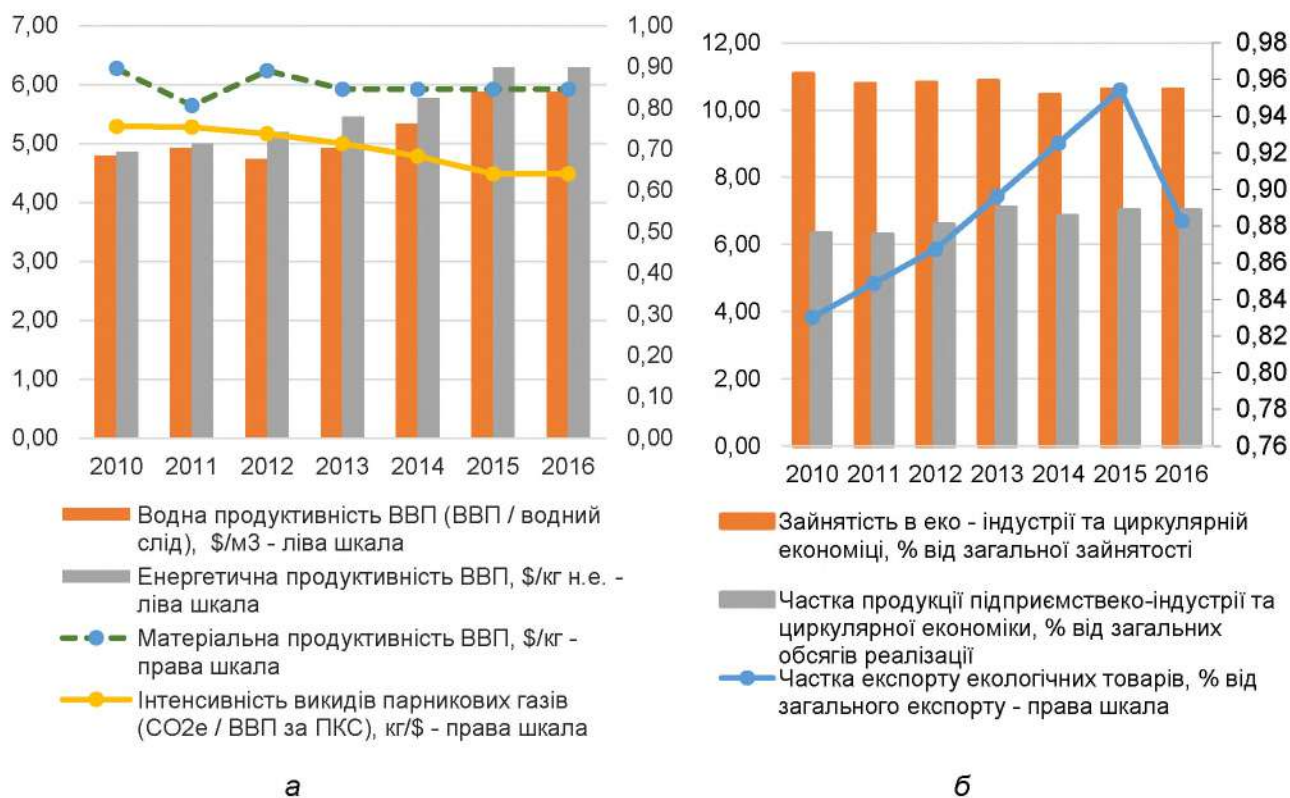 7,00
6,00
5,00
4,00
3,00
2,00
1,00
0,00
1,00
0,90
0,80
0,70
0,60
0,50
0,40
0,30
0,20
0,10
0,00
2010 2011 2012 2013 2014 2015 2016
Водна продуктивність ВВП (ВВП / водний
слід), $/м3 - ліва шкала
Енергетична продуктивність ВВП, $/кг н.е. -
ліва шкала
Матеріальна продуктивність ВВП, $/кг -
права шкала
Інтенсивність викидів парникових газів
(СО2е / ВВП за ПКС), кг/$ - права шкала
а
12,00
10,00
8,00
6,00
4,00
2,00
0,00
0,98
0,96
0,94
0,92
0,90
0,88
0,86
0,84
0,82
0,80
0,78
0,76
2010 2011 2012 2013 2014 2015 2016
Зайнятість в еко - індустрії та циркулярній
економіці, % від загальної зайнятості
Частка продукції підприємствеко-індустрії та
циркулярної економіки, % від загальних
обсягів реалізації
Частка експорту екологічних товарів, % від
загального експорту - права шкала
б